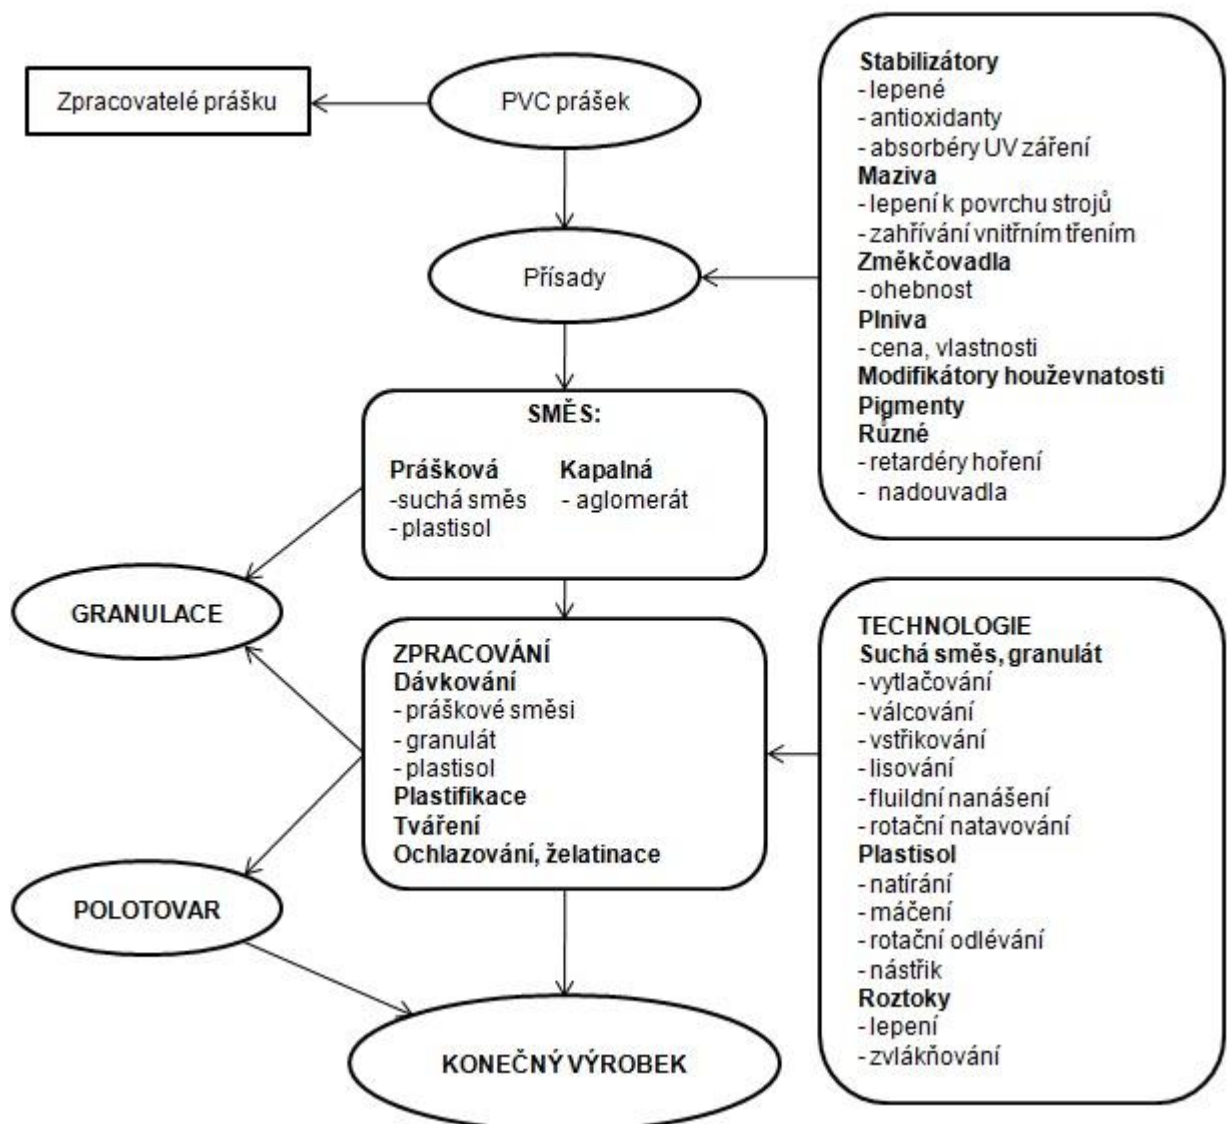 Zpracovatelé prášku
PVC prášek
Přísady
Stabilizátory
- lepené
- antioxidanty
- absorbéry UV záření
Maziva
- lepení k povrchu strojů
- zahřívání vnitřním třením
Změkčovadla
- ohebnost
Plniva
- cena, vlastnosti
Modifikátory houževnatosti
Pigmenty
Různé
- retardéry hoření
- nadouvadla
SMĚS:
Prášková
-suchá směs
- plastisol
Kapalná
- aglomerát
GRANULACE
ZPRACOVÁNÍ
Dávkování
- práškové směsi
- granulát
- plastisol
Plastifikace
Tváření
Ochlazování, želatinace
TECHNOLOGIE
Suchá směs, granulát
- vytlačování
- válcování
- vstřikování
- lisování
- fluildní nanášení
- rotační natavování
Plastisol
- natírání
- máčení
- rotační odlévání
- nástřik
Roztoky
- lepení
- zvlákňování
POLOTOVAR
KONEČNÝ VÝROBEK